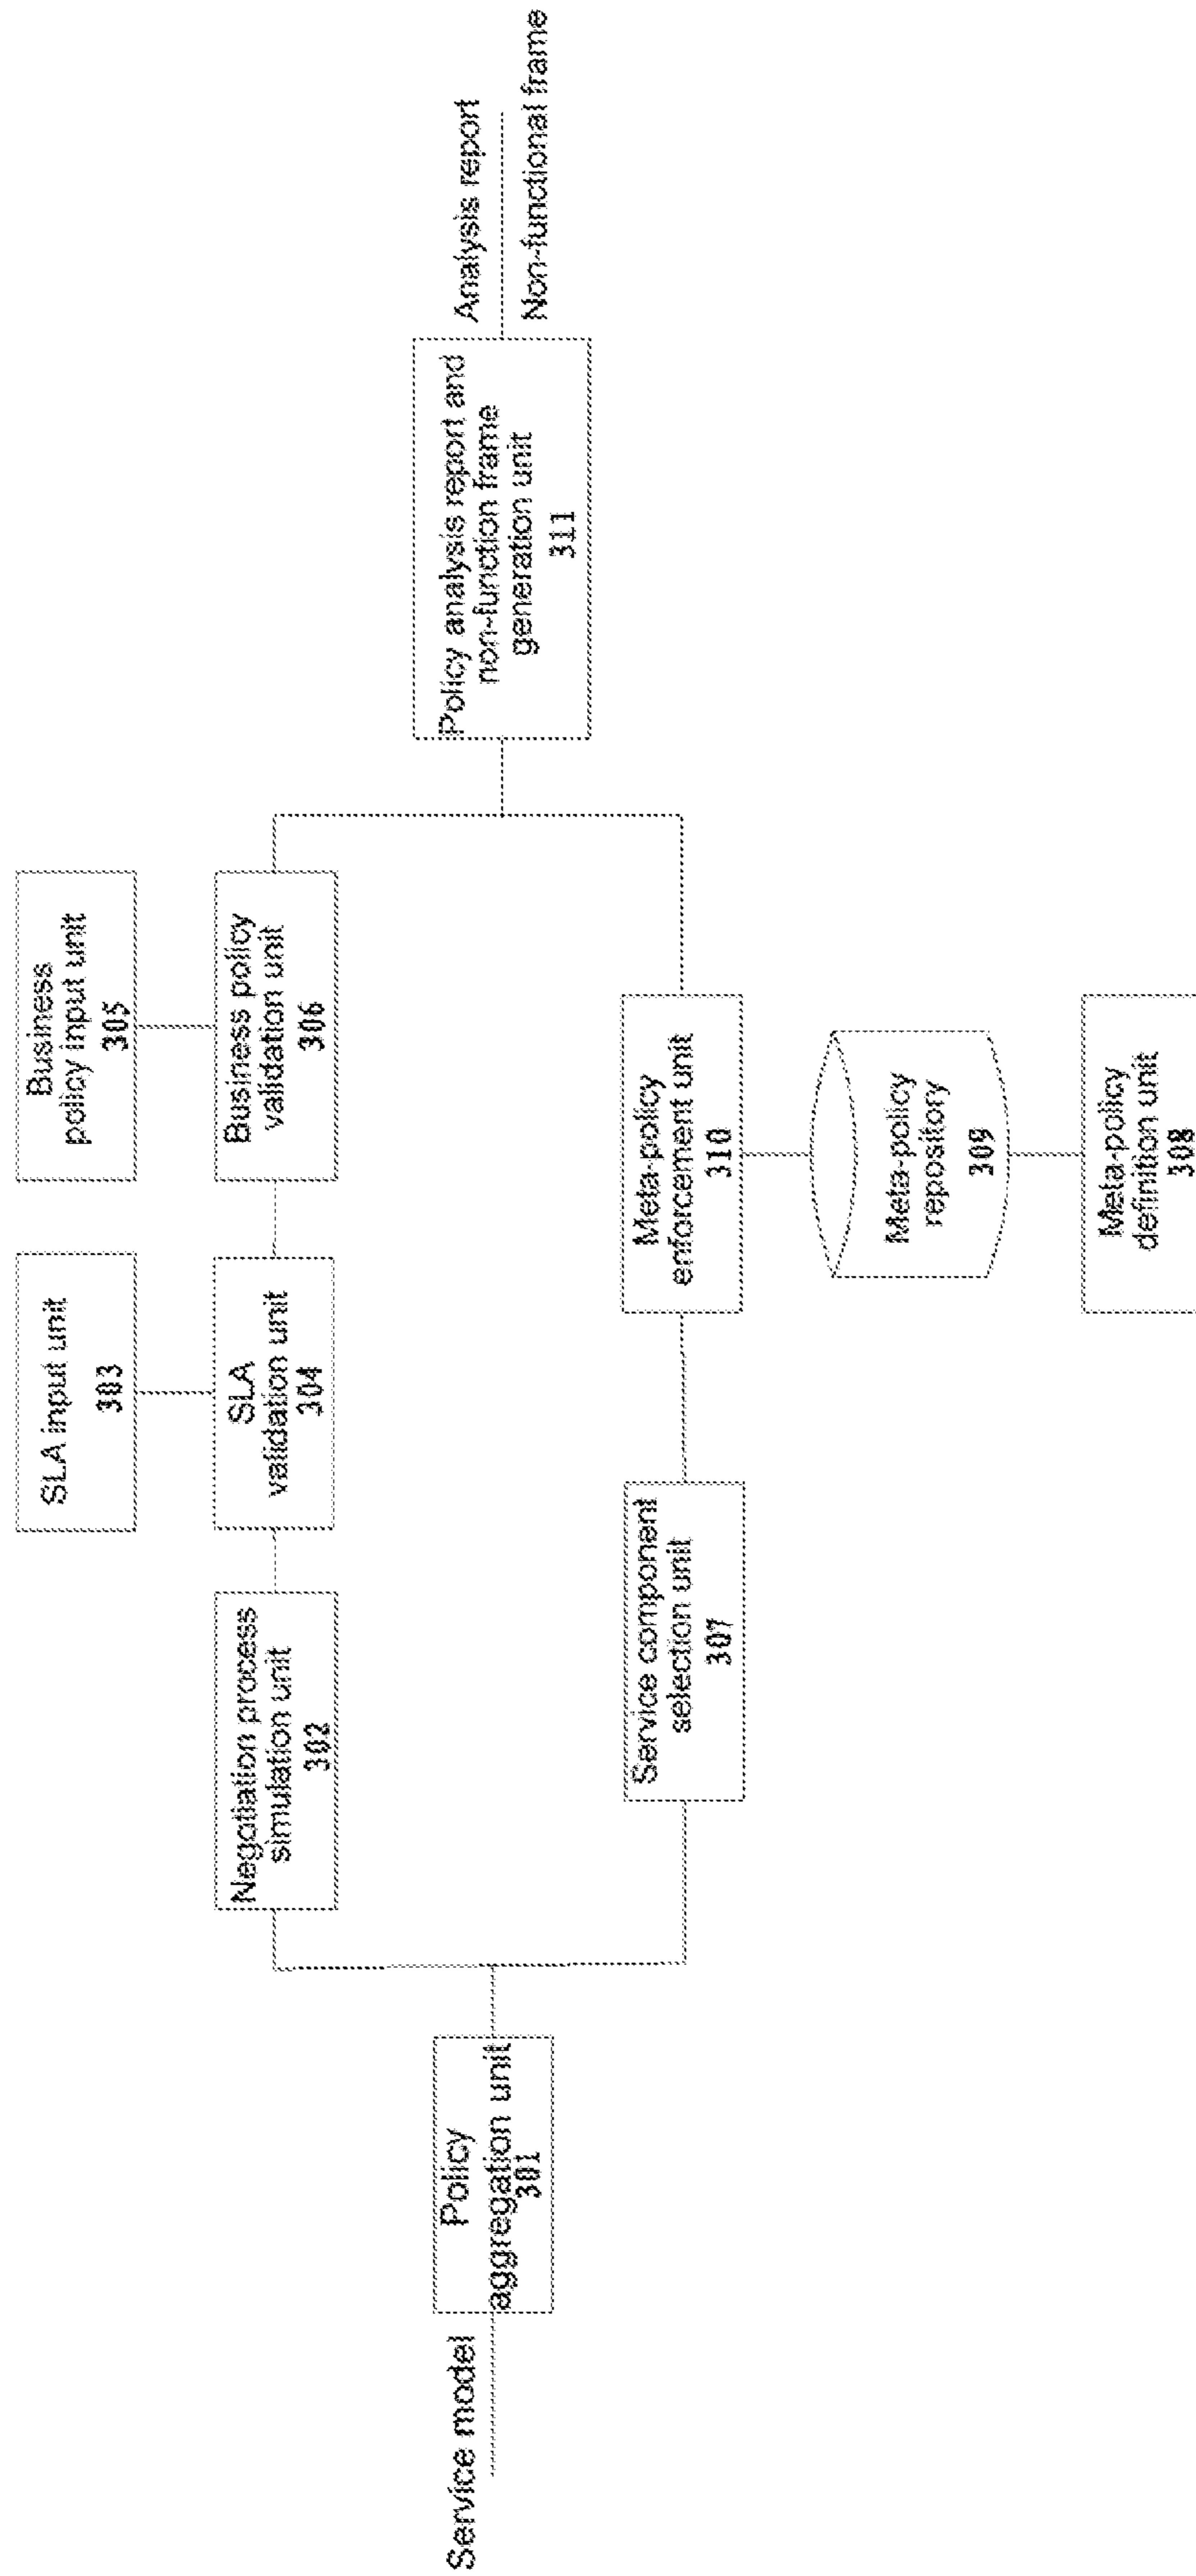 Service model
Policy
aggregation unit
301
Negotiation process
simulation unit
302
SLA input unit
303
SLA
validation unit
304
Business
policy input unit
305
Business policy
validation unit
306
Service component
selection unit
307
Meta-policy
enforcement unit
310
Meta-policy
repository
309
Meta-policy
definition unit
308
Policy analysis report and
non-function frame
generation unit
311
Analysis report
Non-functional frame